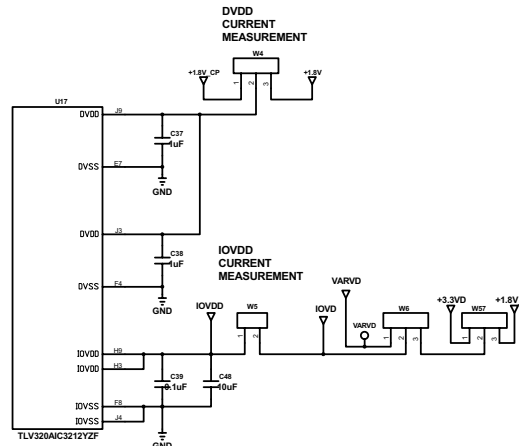 DVDD
CURRENT
MEASUREMENT
W4
+1.8V_CP
+1.8V
1
2
3
U17
DVDD
J9
C37
1uF
DVSS
E7
GND
DVDD
J3
C38
1uF
DVSS
F4
GND
IOVDD
CURRENT
MEASUREMENT
IOVDD
W5
1
2
IOVD
VARVD
VARVD
W6
1
2
3
+3.3VD
W57
+1.8V
1
2
3
IOVDD
H9
IOVDD
H3
C39
0.1uF
C48
10uF
IOVSS
F8
IOVSS
J4
GND
TLV320AIC3212YZF